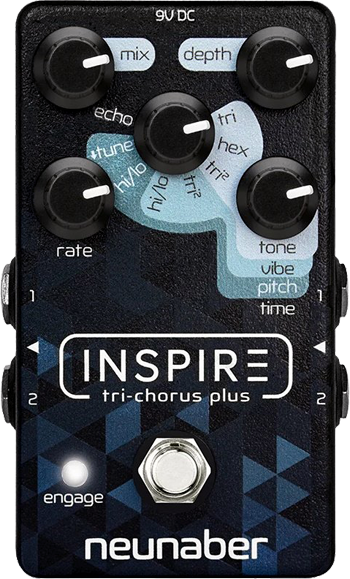 9V DC
mix
depth
echo
tri
↓tune
hex
hi/lo
hi/lo
tri²
tri²
rate
tone
vibe
pitch
time
1
1
INSPIRE
tri-chorus plus
2
2
engage
neunaber